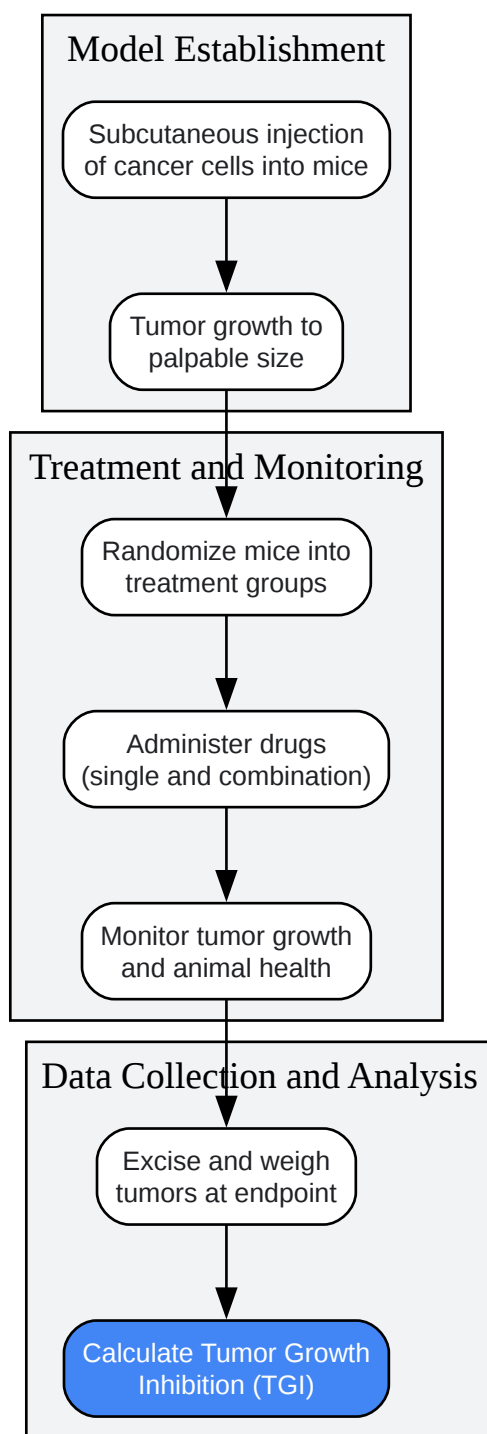 Model Establishment
Subcutaneous injection
of cancer cells into mice
Tumor growth to
palpable size
Treatment and Monitoring
Randomize mice into
treatment groups
Administer drugs
(single and combination)
Monitor tumor growth
and animal health
Data Collection and Analysis
Excise and weigh
tumors at endpoint
Calculate Tumor Growth
Inhibition (TGI)